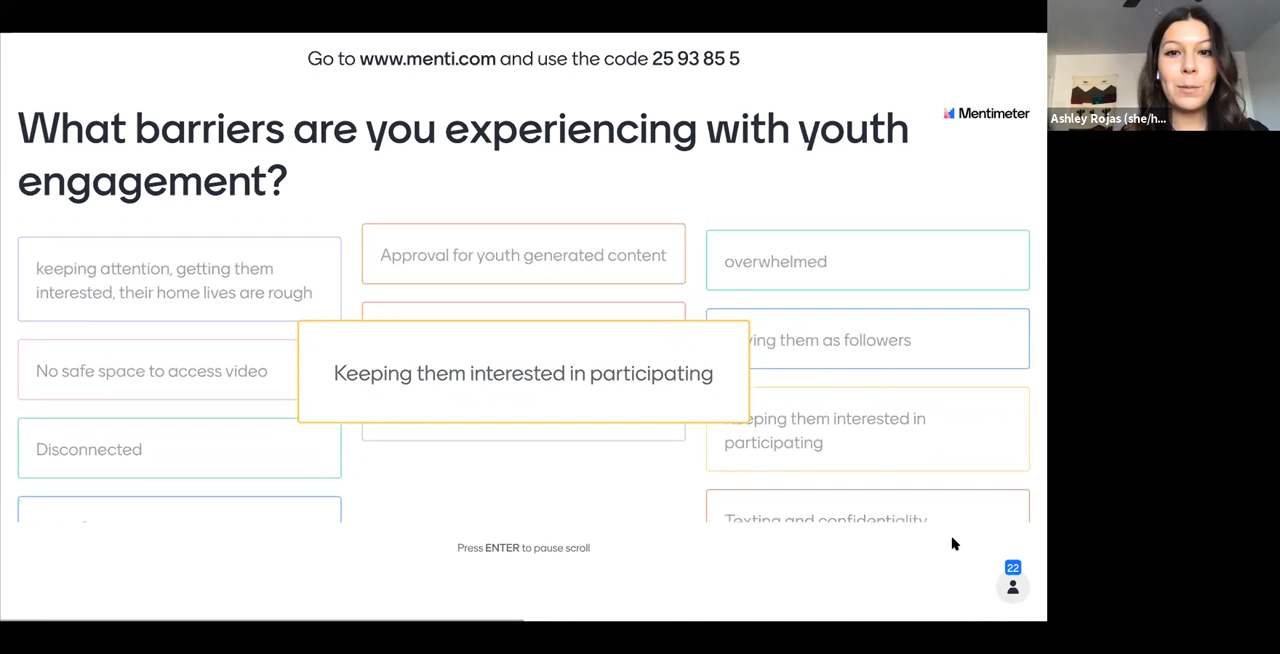 Go to www.menti.com and use the code 25 93 85 5
Mentimeter
What barriers are you experiencing with youth
engagement?
keeping attention, getting them
interested, their home lives are rough
No safe space to access video
Disconnected
Approval for youth generated content
Keeping them interested in participating
overwhelmed
them as followers
them interested in
participating
Texting and confidentiality
Press ENTER to pause scroll
22
Ashley Rojas (she/h...